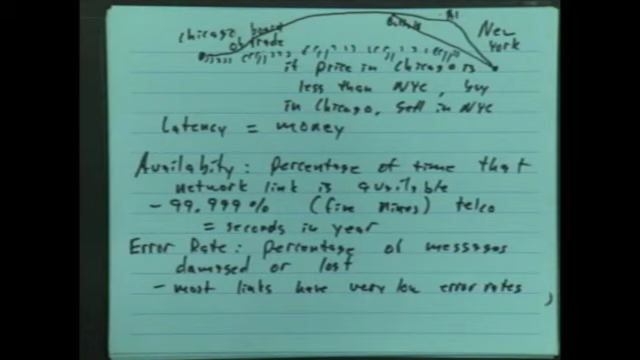 Chicago board of trade
Buffalo
New York
if price in Chicago is
less than NYC, buy
in Chicago, sell in NYC
Latency = money
Availability: percentage of time that
network link is available
- 99.999% (five nines) telco
= seconds in year
Error Rate: percentage of messages
damaged or lost
- most links have very low error rates